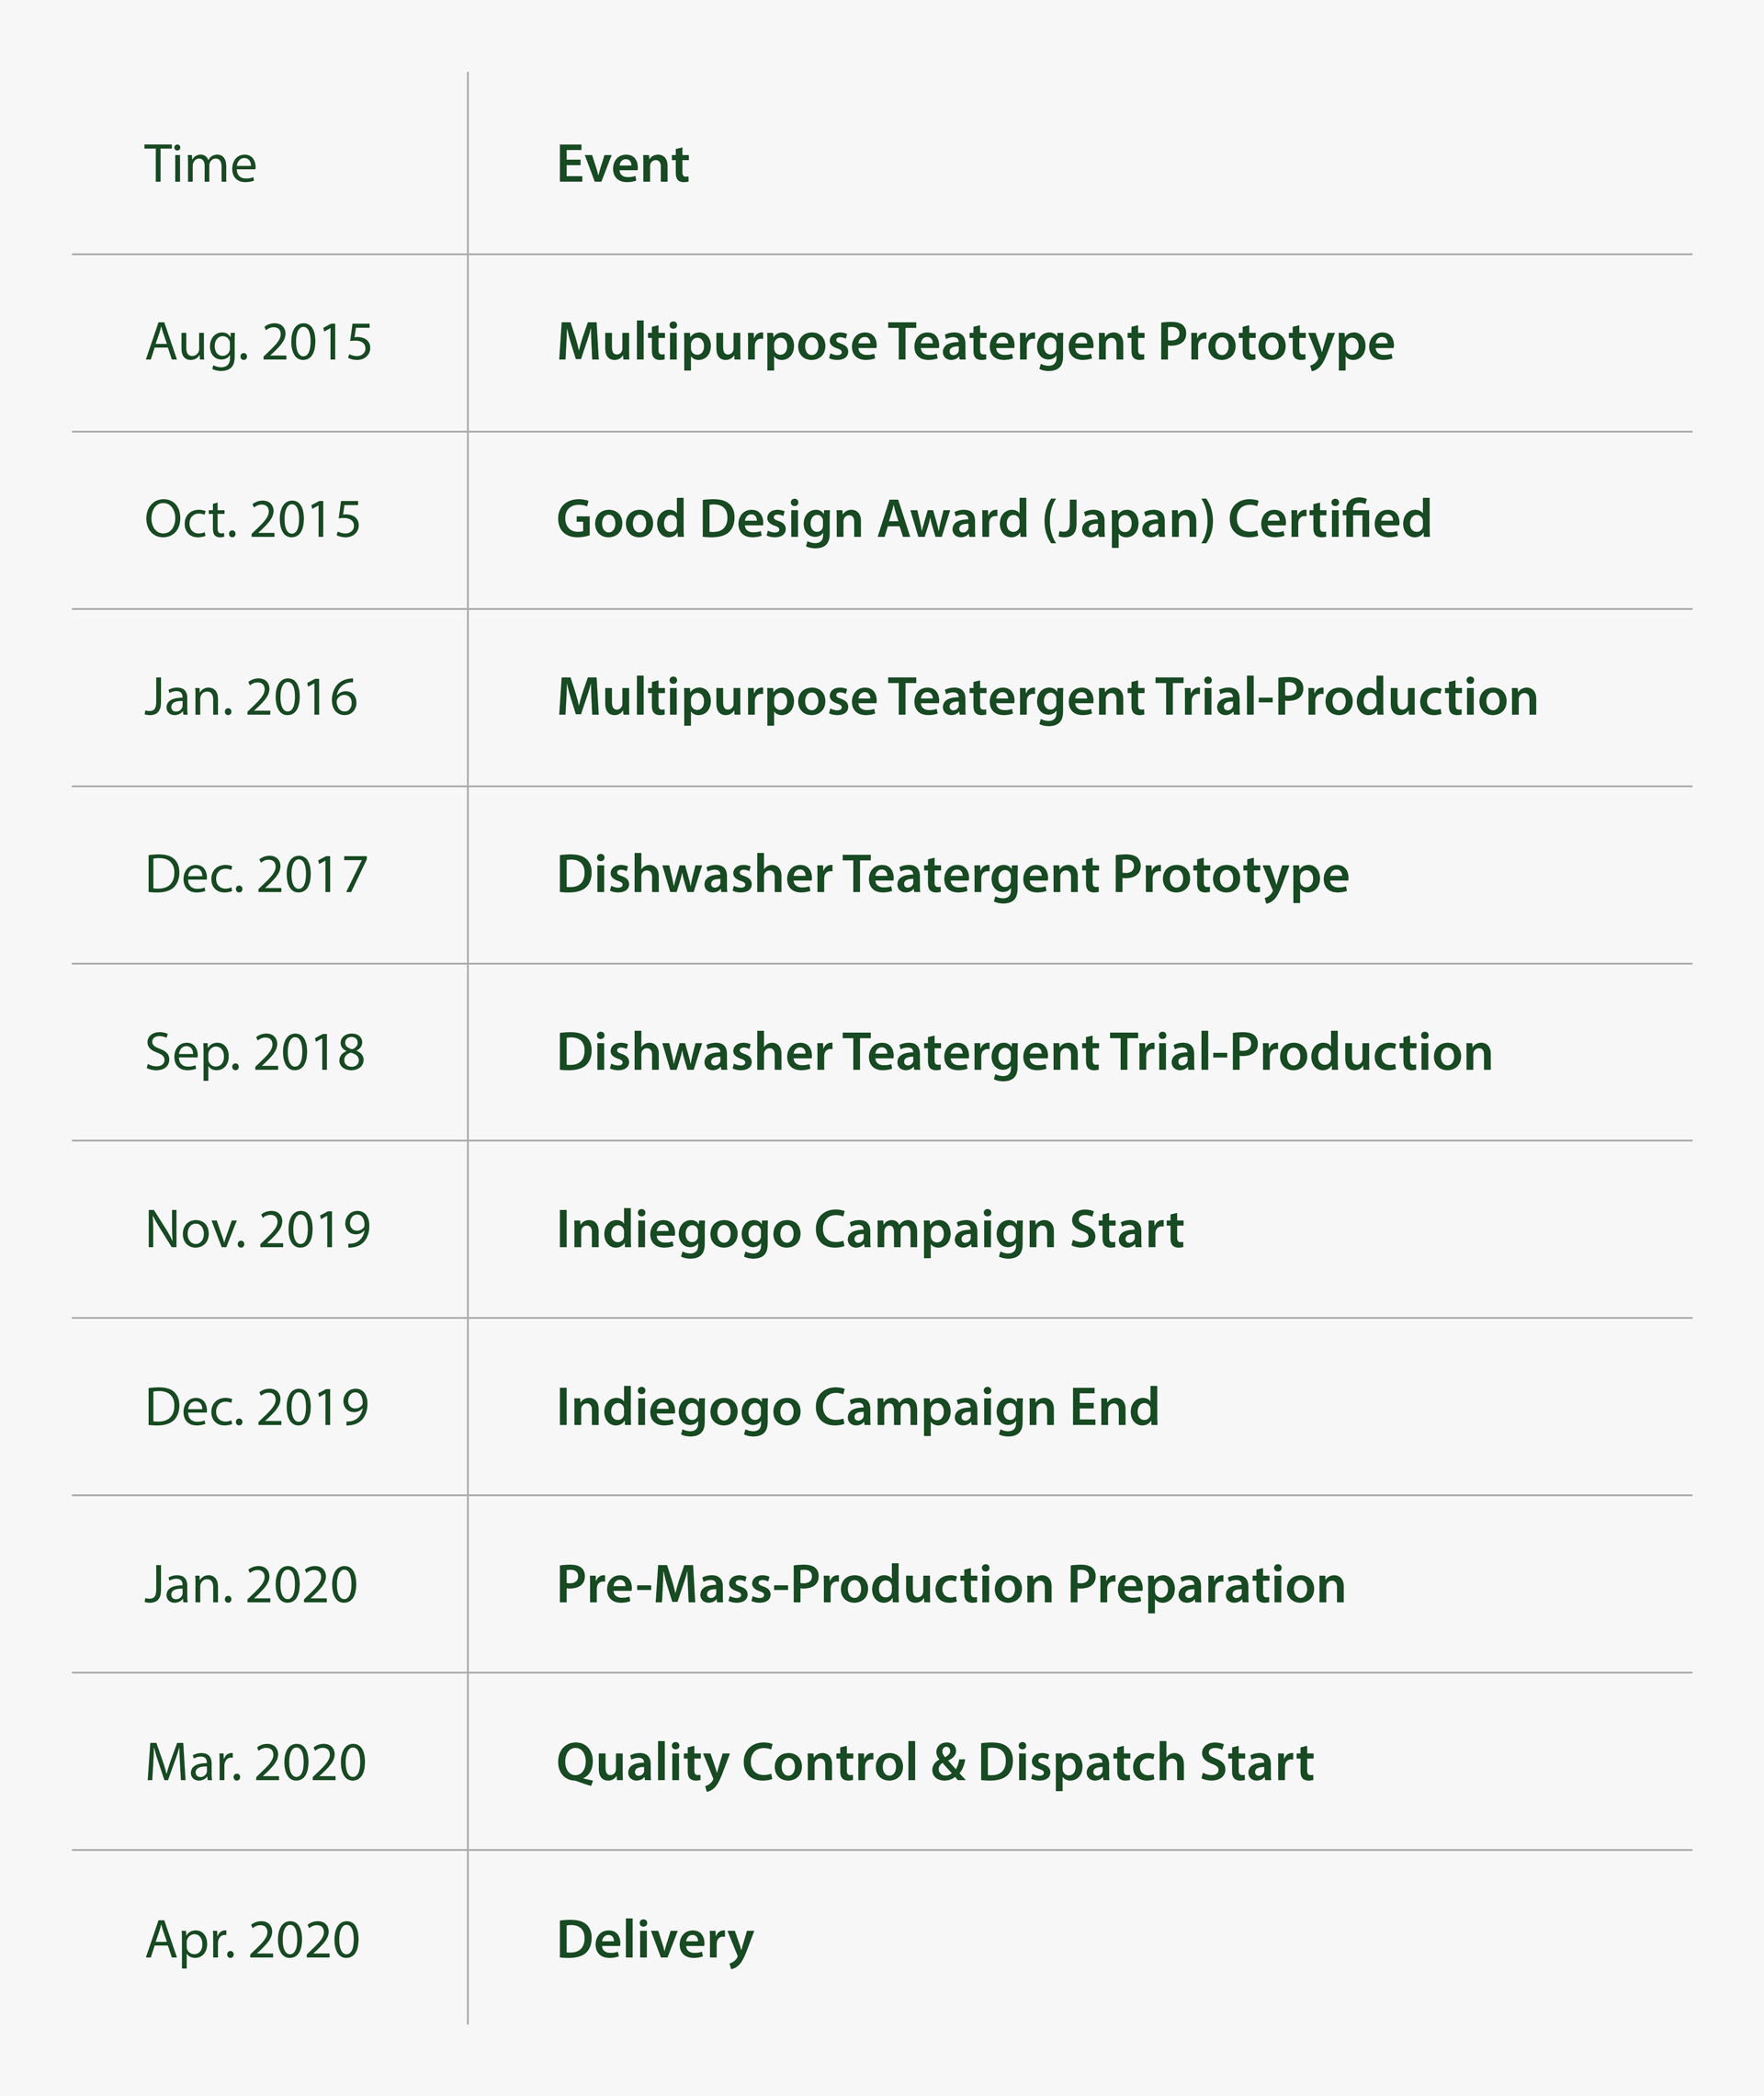 Time Event
Aug. 2015 Multipurpose Teatergent Prototype
Oct. 2015 Good Design Award (Japan) Certified
Jan. 2016 Multipurpose Teatergent Trial-Production
Dec. 2017 Dishwasher Teatergent Prototype
Sep. 2018 Dishwasher Teatergent Trial-Production
Nov. 2019 Indiegogo Campaign Start
Dec. 2019 Indiegogo Campaign End
Jan. 2020 Pre-Mass-Production Preparation
Mar. 2020 Quality Control & Dispatch Start
Apr. 2020 Delivery